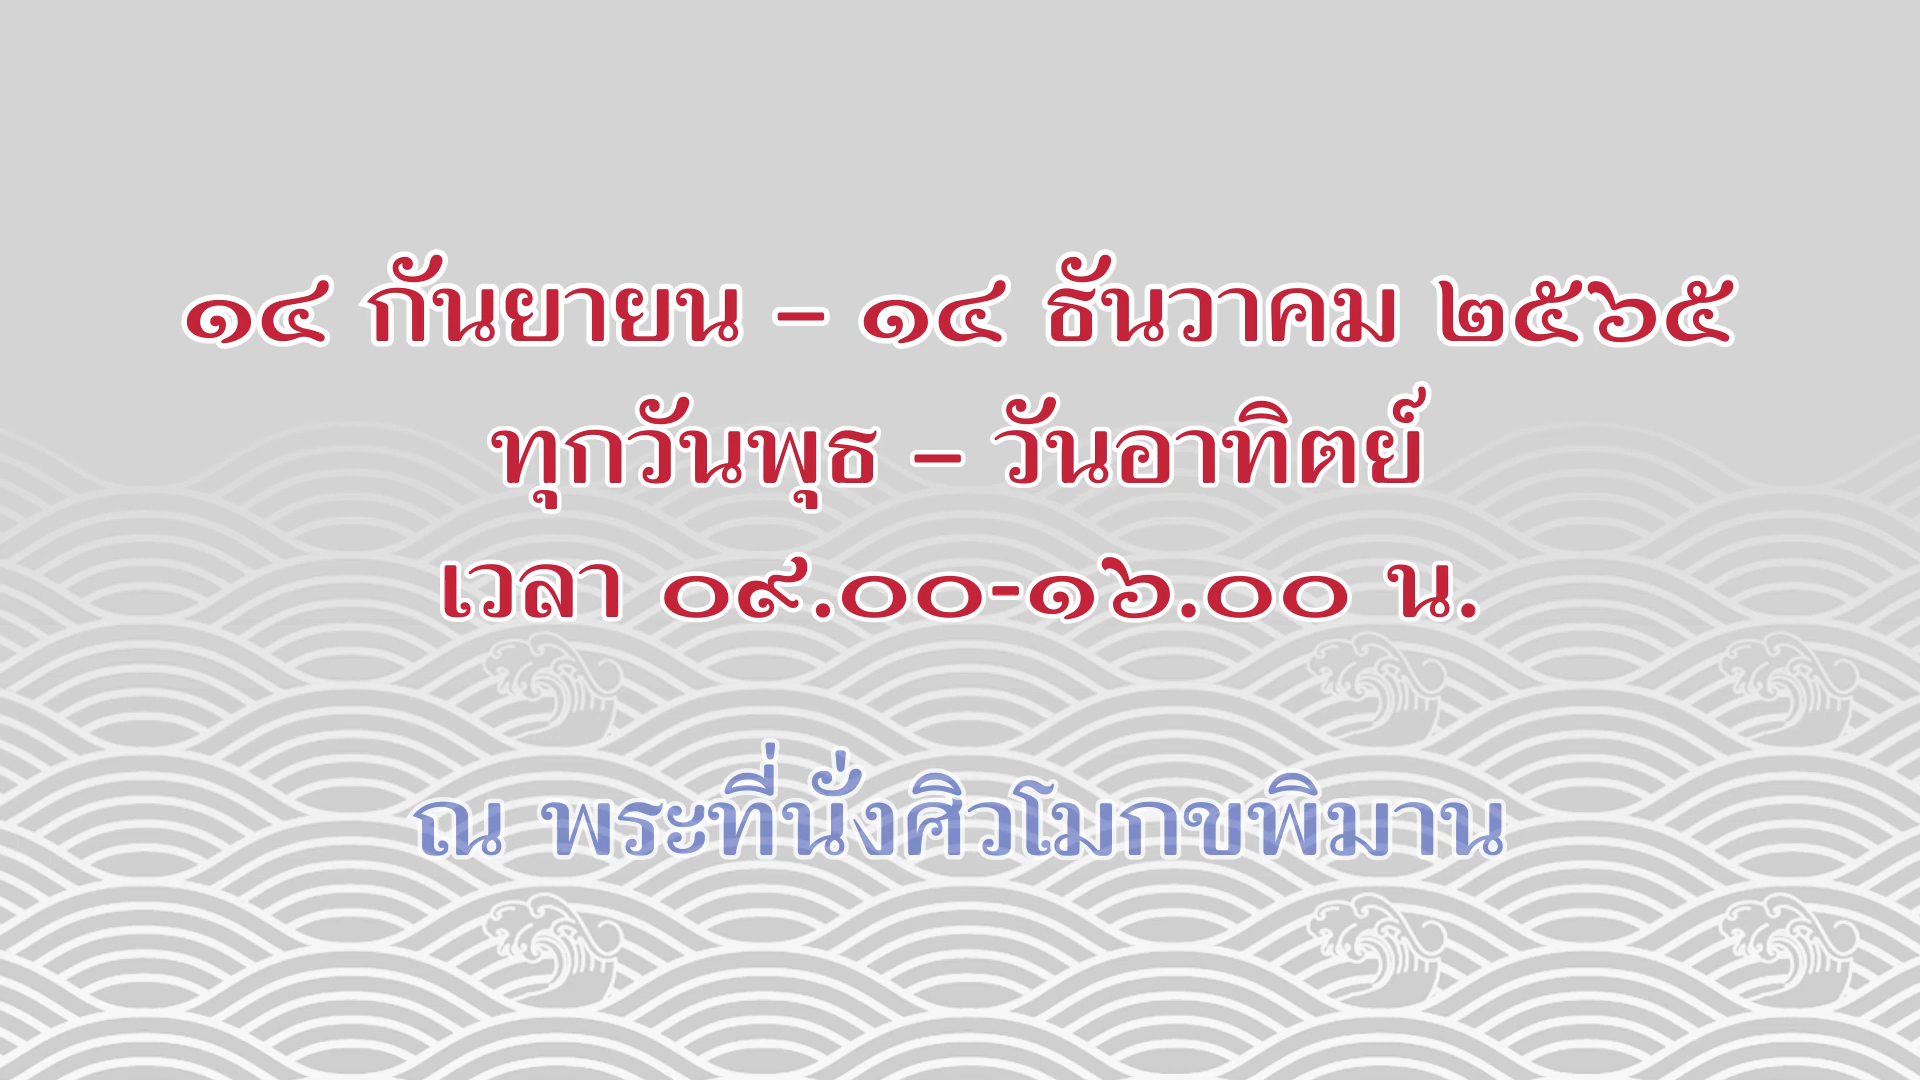 ๑๔ กันยายน – ๑๔ ธันวาคม ๒๕๖๕
ทุกวันพุธ – วันอาทิตย์
เวลา ๐๙.๐๐-๑๖.๐๐ น.
ณ พระที่นั่งศิวโมกขพิมาน